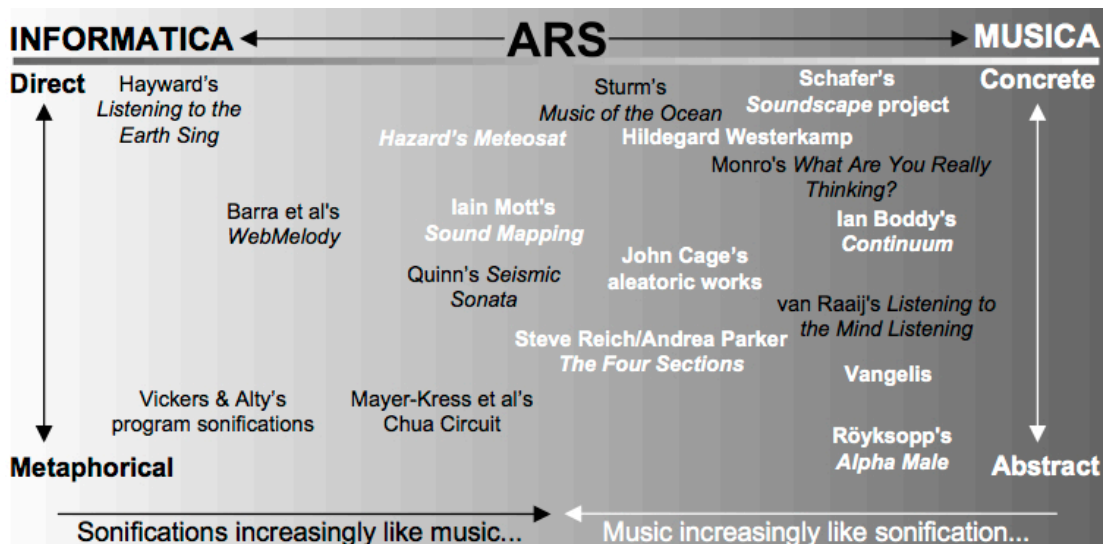 INFORMATICA ARS MUSICA
Direct
Hayward's
Listening to the
Earth Sing
Sturm's
Music of the Ocean
Schafer's
Soundscape project
Concrete
Hazard's Meteosat
Hildegard Westerkamp
Monro's What Are You Really
Thinking?
Barra et al's
WebMelody
Iain Mott's
Sound Mapping
Ian Boddy's
Continuum
John Cage's
aleatoric works
Quinn's Seismic
Sonata
van Raaij's Listening to
the Mind Listening
Steve Reich/Andrea Parker
The Four Sections
Vangelis
Vickers & Alty's
program sonifications
Mayer-Kress et al's
Chua Circuit
Röyksopp's
Alpha Male
Metaphorical
Abstract
Sonifications increasingly like music...
Music increasingly like sonification...